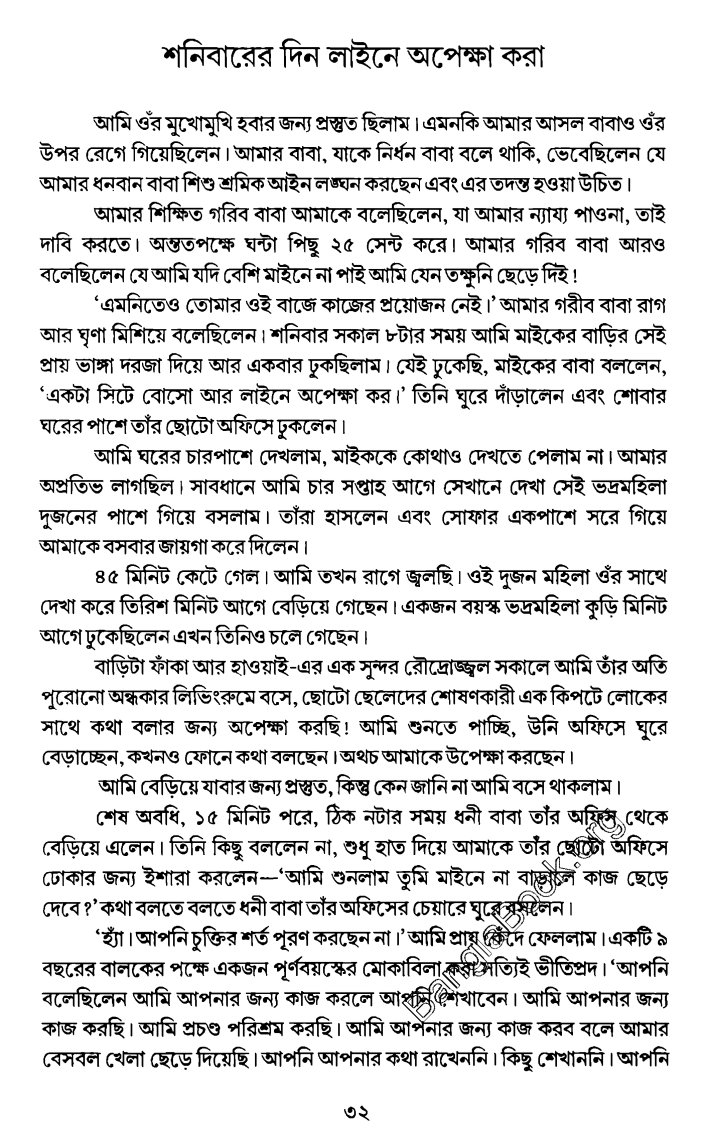 শনিবারের দিন লাইনে অপেক্ষা করা
আমি ওঁর মুখোমুখি হবার জন্য প্রস্তুত ছিলাম। এমনকি আমার আসল বাবাও ওঁর
উপর রেগে গিয়েছিলেন। আমার বাবা, যাকে নির্ধন বাবা বলে থাকি, ভেবেছিলেন যে
আমার ধনবান বাবা শিশু শ্রমিক আইন লঙ্ঘন করছেন এবং এর তদন্ত হওয়া উচিত।
আমার শিক্ষিত গরিব বাবা আমাকে বলেছিলেন, যা আমার ন্যায্য পাওনা, তাই
দাবি করতে। অন্ততপক্ষে ঘন্টা পিছু ২৫ সেন্ট করে। আমার গরিব বাবা আরও
বলেছিলেন যে আমি যদি বেশি মাইনে না পাই আমি যেন তক্ষুনি ছেড়ে দিই!
‘এমনিতেও তোমার ওই বাজে কাজের প্রয়োজন নেই।’ আমার গরীব বাবা রাগ
আর ঘৃণা মিশিয়ে বলেছিলেন। শনিবার সকাল ৮টার সময় আমি মাইকের বাড়ির সেই
প্রায় ভাঙ্গা দরজা দিয়ে আর একবার ঢুকছিলাম। যেই ঢুকেছি, মাইকের বাবা বললেন,
‘একটা সিটে বোসো আর লাইনে অপেক্ষা কর।’ তিনি ঘুরে দাঁড়ালেন এবং শোবার
ঘরের পাশে তাঁর ছোটো অফিসে ঢুকলেন।
আমি ঘরের চারপাশে দেখলাম, মাইককে কোথাও দেখতে পেলাম না। আমার
অপ্রতিভ লাগছিল। সাবধানে আমি চার সপ্তাহ আগে সেখানে দেখা সেই ভদ্রমহিলা
দুজনের পাশে গিয়ে বসলাম। তাঁরা হাসলেন এবং সোফার একপাশে সরে গিয়ে
আমাকে বসবার জায়গা করে দিলেন।
৪৫ মিনিট কেটে গেল। আমি তখন রাগে জ্বলছি। ওই দুজন মহিলা ওঁর সাথে
দেখা করে তিরিশ মিনিট আগে বেড়িয়ে গেছেন। একজন বয়স্ক ভদ্রমহিলা কুড়ি মিনিট
আগে ঢুকেছিলেন এখন তিনিও চলে গেছেন।
বাড়িটা ফাঁকা আর হাওয়াই-এর এক সুন্দর রৌদ্রোজ্জ্বল সকালে আমি তাঁর অতি
পুরোনো অন্ধকার লিভিংরুমে বসে, ছোটো ছেলেদের শোষণকারী এক কিপটে লোকের
সাথে কথা বলার জন্য অপেক্ষা করছি! আমি শুনতে পাচ্ছি, উনি অফিসে ঘুরে
বেড়াচ্ছেন, কখনও ফোনে কথা বলছেন। অথচ আমাকে উপেক্ষা করছেন।
আমি বেড়িয়ে যাবার জন্য প্রস্তুত, কিন্তু কেন জানি না আমি বসে থাকলাম।
শেষ অবধি, ১৫ মিনিট পরে, ঠিক নটার সময় ধনী বাবা তাঁর অফিস থেকে
বেড়িয়ে এলেন। তিনি কিছু বললেন না, শুধু হাত দিয়ে আমাকে তাঁর ছোটো অফিসে
ঢোকার জন্য ইশারা করলেন—‘আমি শুনলাম তুমি মাইনে না বাড়ালে কাজ ছেড়ে
দেবে?’ কথা বলতে বলতে ধনী বাবা তাঁর অফিসের চেয়ারে ঘুরে বসলেন।
‘হ্যাঁ। আপনি চুক্তির শর্ত পূরণ করছেন না।’ আমি প্রায় কেঁদে ফেললাম। একটি ৯
বছরের বালকের পক্ষে একজন পূর্ণবয়স্কের মোকাবিলা করা সত্যিই ভীতিপ্রদ। ‘আপনি
বলেছিলেন আমি আপনার জন্য কাজ করলে আপনি শেখাবেন। আমি আপনার জন্য
কাজ করছি। আমি প্রচণ্ড পরিশ্রম করছি। আমি আপনার জন্য কাজ করব বলে আমার
বেসবল খেলা ছেড়ে দিয়েছি। আপনি আপনার কথা রাখেননি। কিছু শেখাননি। আপনি
BanglaBook.org
৩২